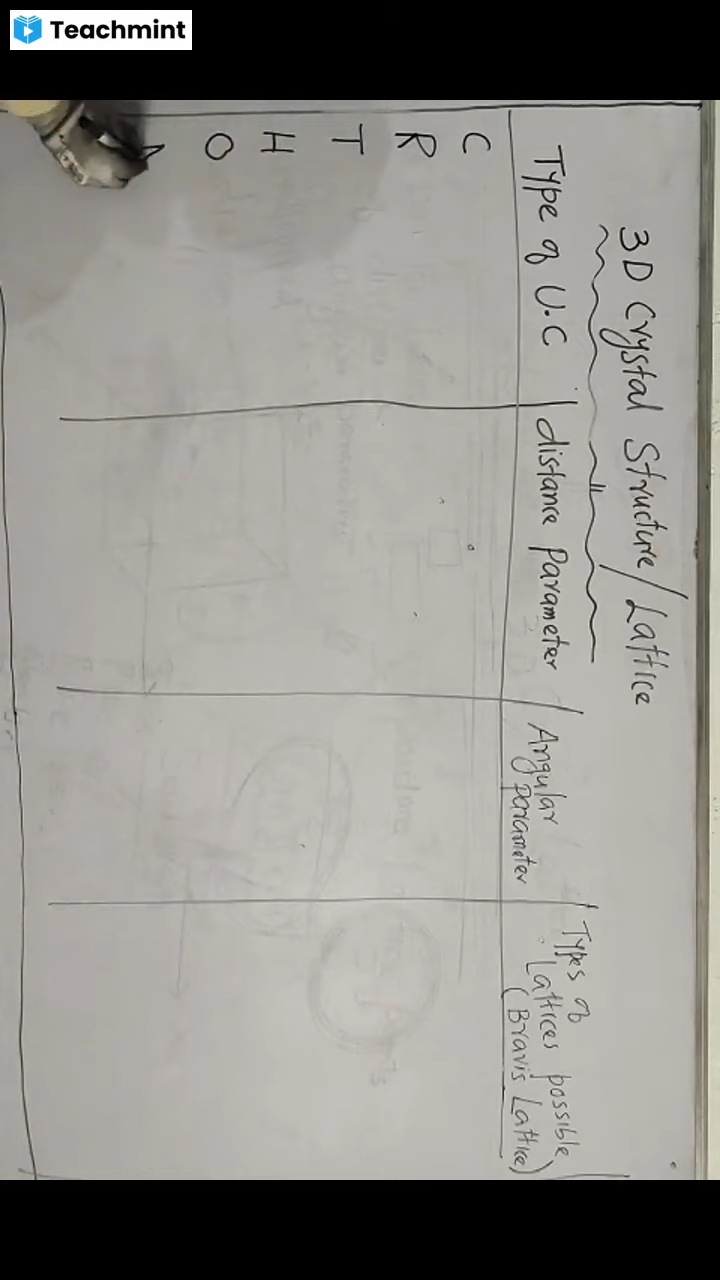 Teachmint
3D Crystal Structure/Lattice
Type of U.C
distance Parameter
Angular
parameter
Types of
Lattices possible
(Bravis Lattice)
C
R
T
H
O